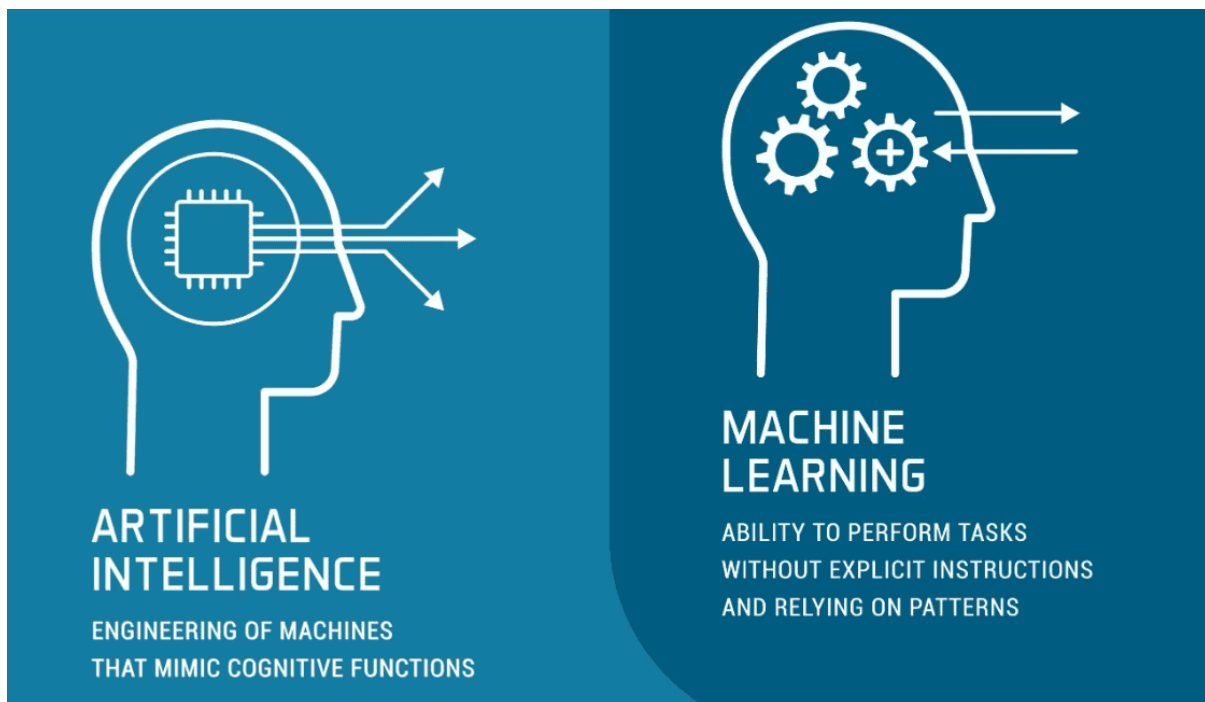 ARTIFICIAL
INTELLIGENCE
ENGINEERING OF MACHINES
THAT MIMIC COGNITIVE FUNCTIONS
MACHINE
LEARNING
ABILITY TO PERFORM TASKS
WITHOUT EXPLICIT INSTRUCTIONS
AND RELYING ON PATTERNS